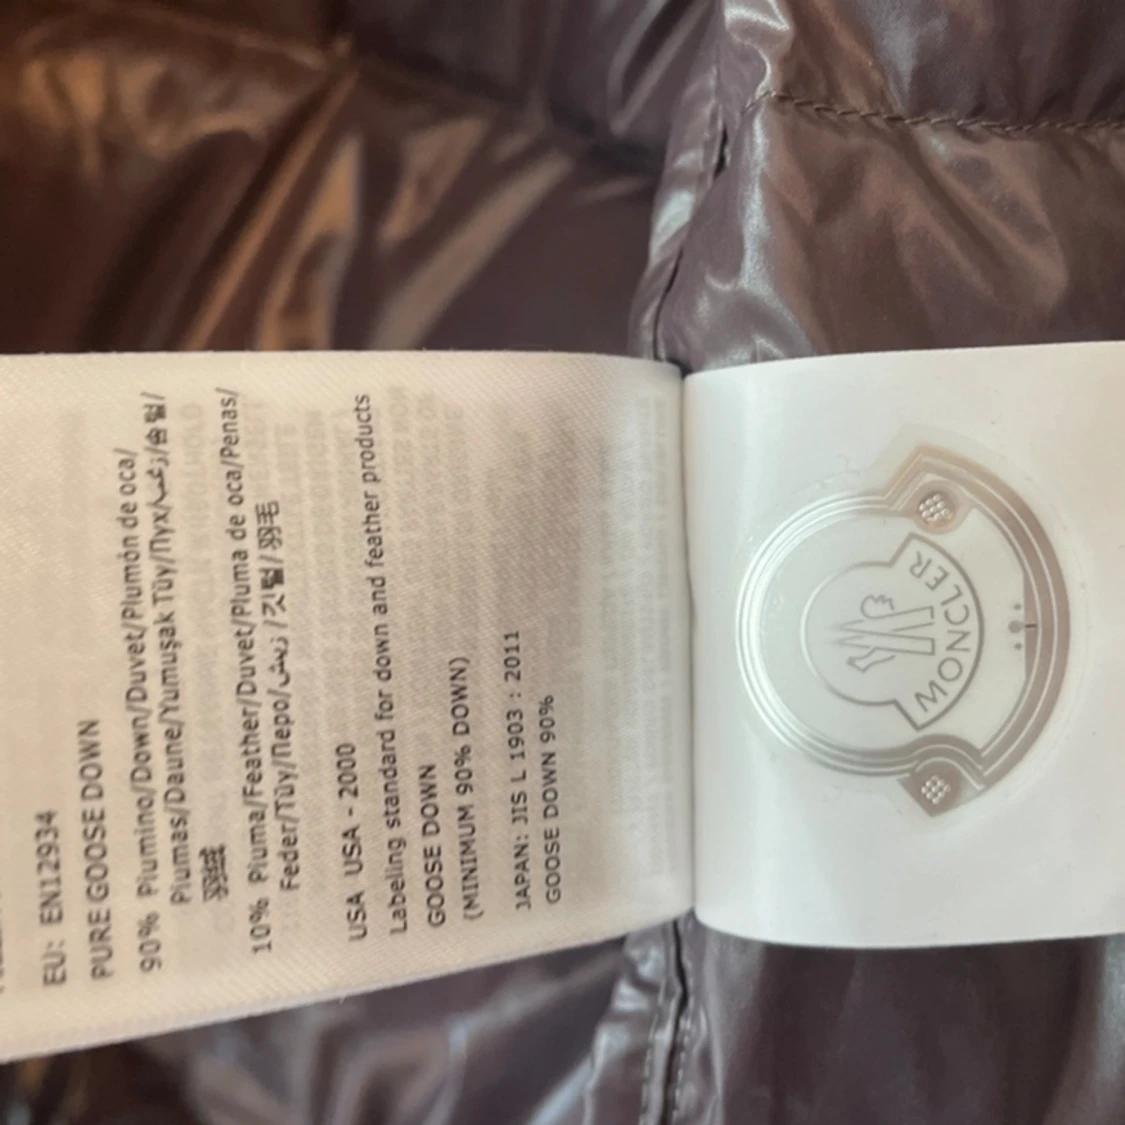 EU: EN12934
PURE GOOSE DOWN
90% Piumino/Down/Duvet/Plumón de oca/
Plumas/Daune/Yumuşak Tüy/Пух/زغب/솜털/
羽绒
10% Piuma/Feather/Duvet/Pluma de oca/Penas/
Feder/Tüy/Перо/ريش/깃털/羽毛
USA USA - 2000
Labeling standard for down and feather products
GOOSE DOWN
(MINIMUM 90% DOWN)
JAPAN: JIS L 1903 : 2011
GOOSE DOWN 90%
MONCLER